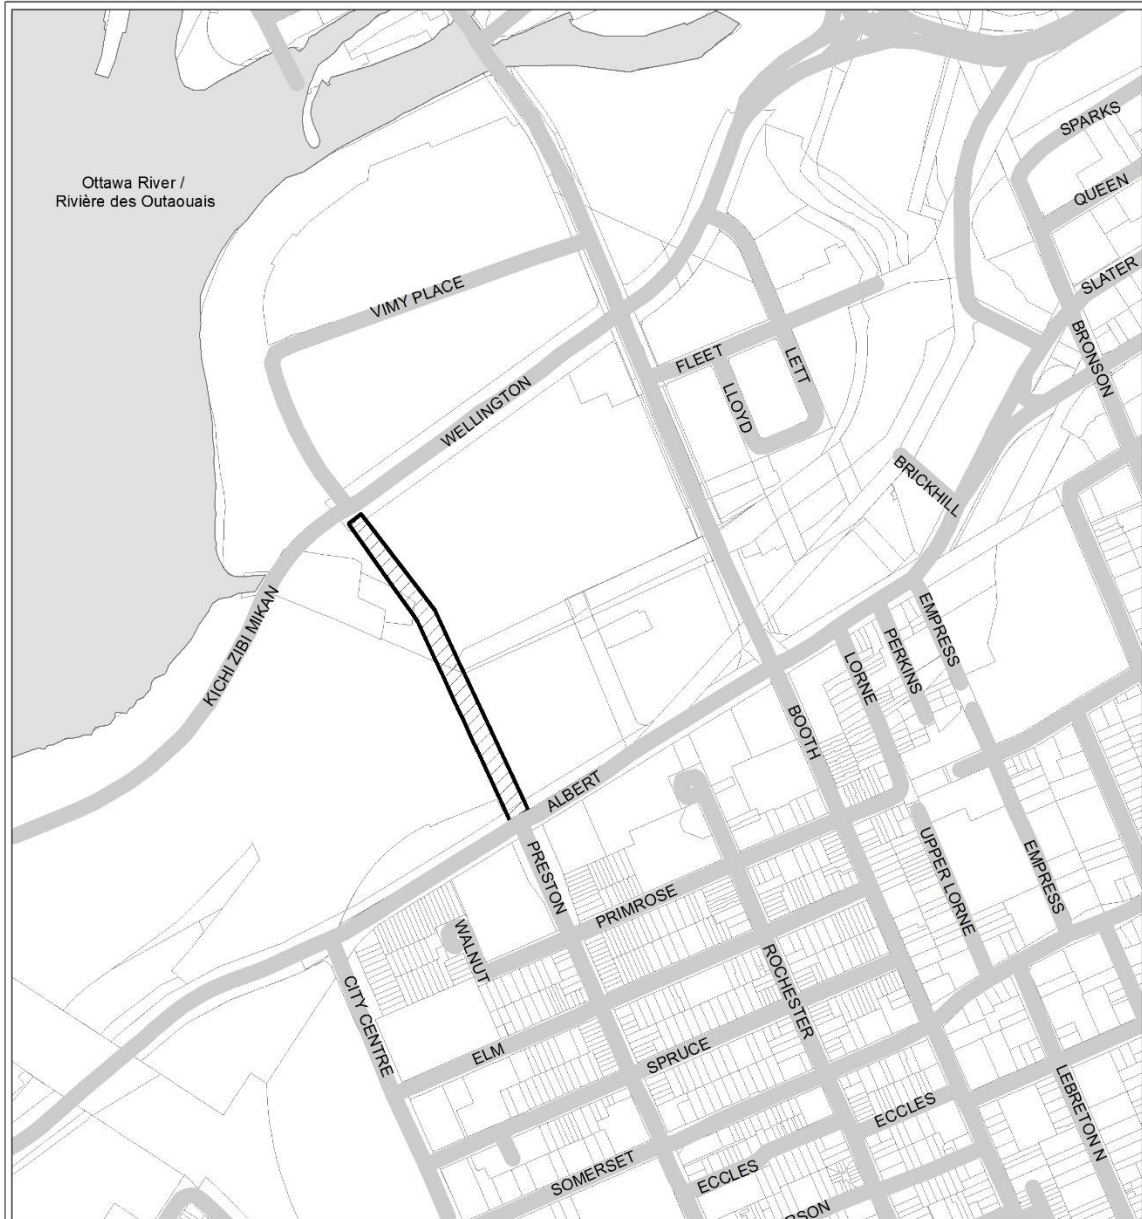 SPARKS
Ottawa River /
Rivière des Outaouais
QUEEN
SLATER
VIMY PLACE
BRONSON
FLEET
LETT
WELLINGTON
LLOYD
BRICKHILL
KICHI ZIBI MIKAN
EMPRESS
PERKINS
LORNE
BOOTH
ALBERT
PRESTON
PRIMROSE
UPPER LORNE
EMPRESS
WALNUT
ROCHESTER
CITY CENTRE
ELM
SPRUCE
LEBRETON N
ECCLES
SOMERSET
ECCLES
RSON